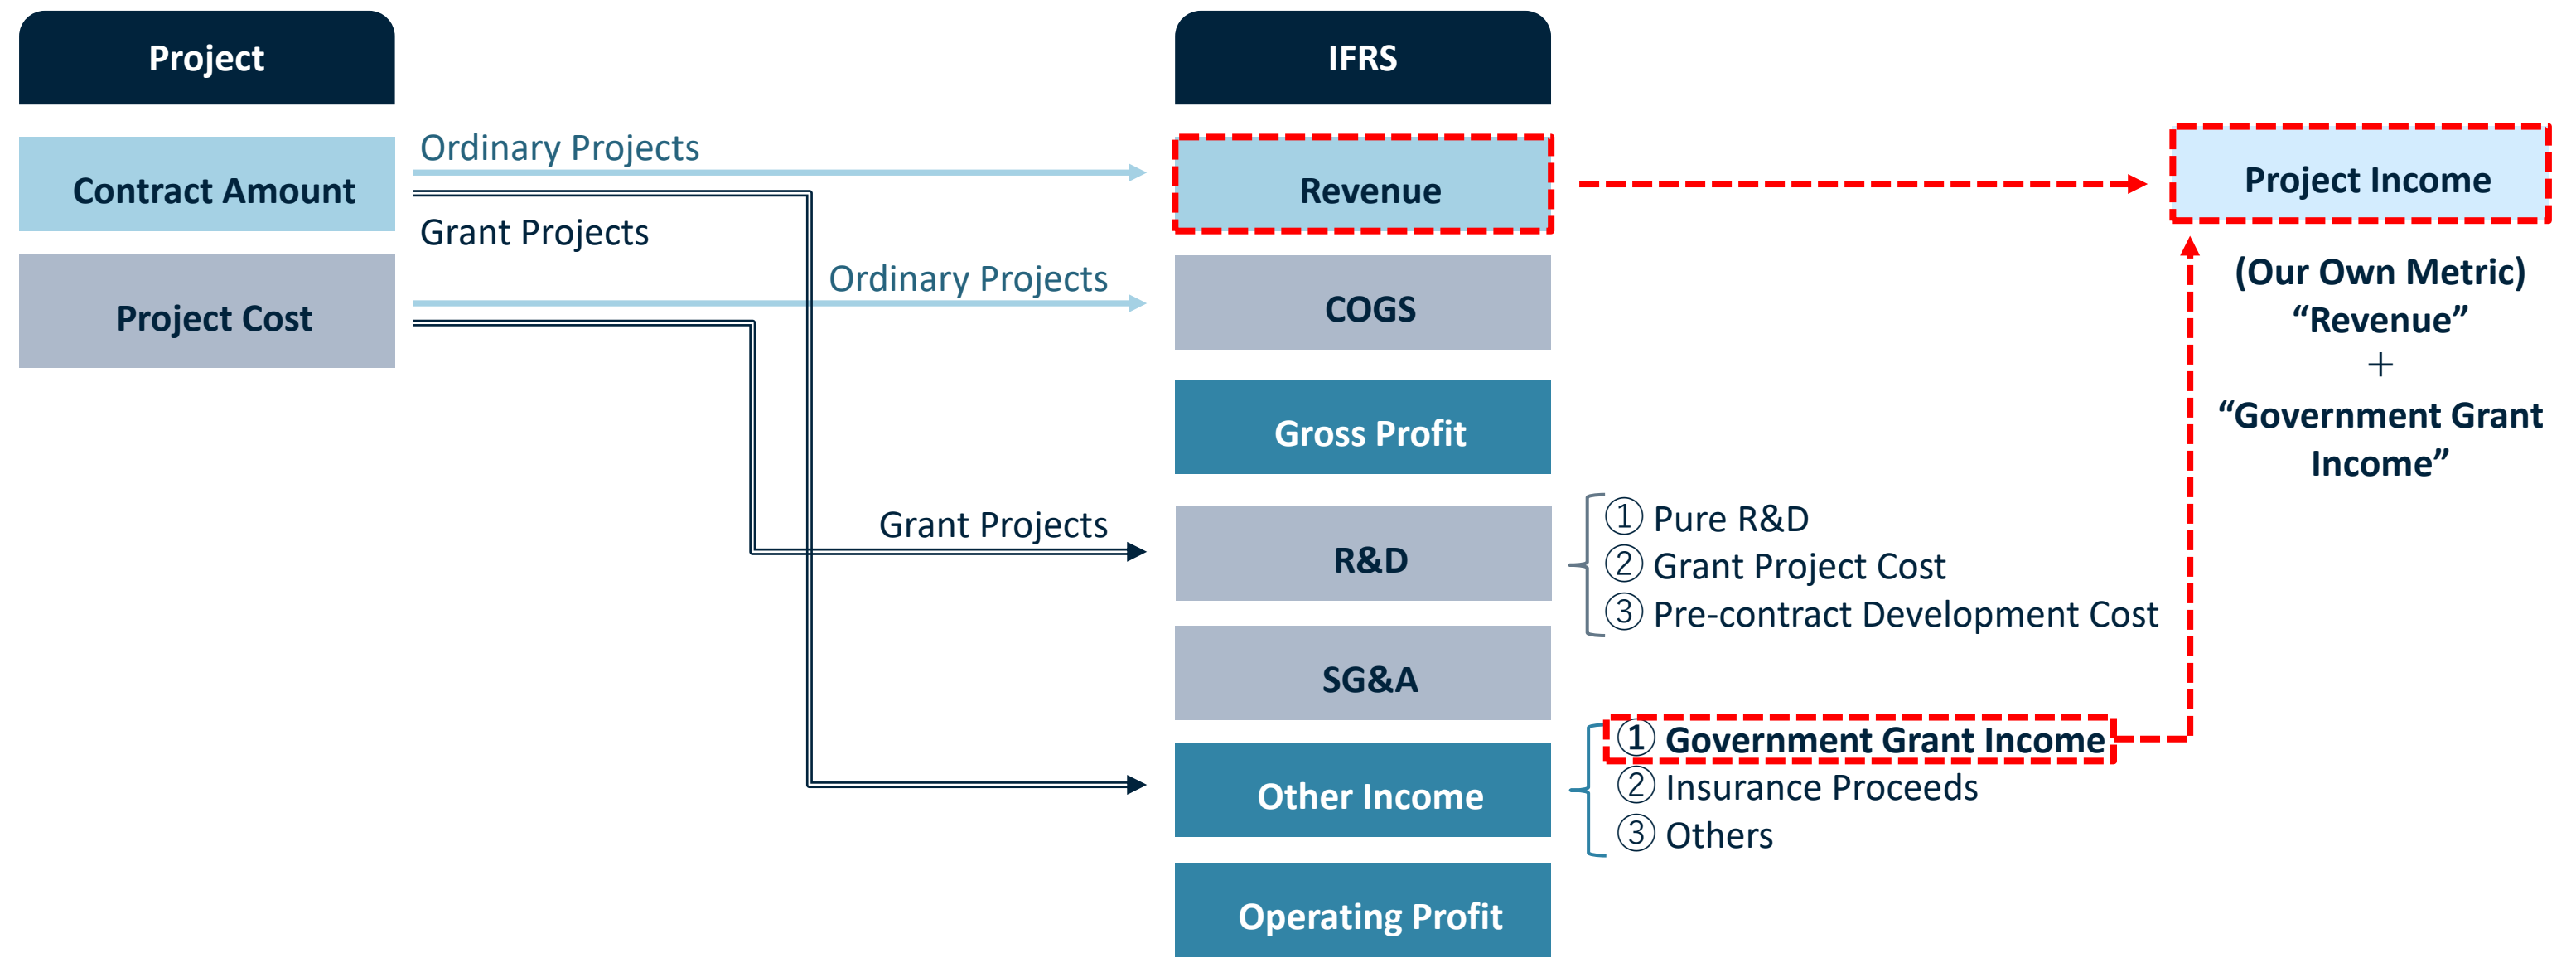 Project
Contract Amount
Project Cost
Ordinary Projects
Grant Projects
Ordinary Projects
Grant Projects
IFRS
Revenue
COGS
Gross Profit
R&D
SG&A
Other Income
Operating Profit
① Pure R&D
② Grant Project Cost
③ Pre-contract Development Cost
① Government Grant Income
② Insurance Proceeds
③ Others
Project Income
(Our Own Metric)
“Revenue”
+
“Government Grant
Income”